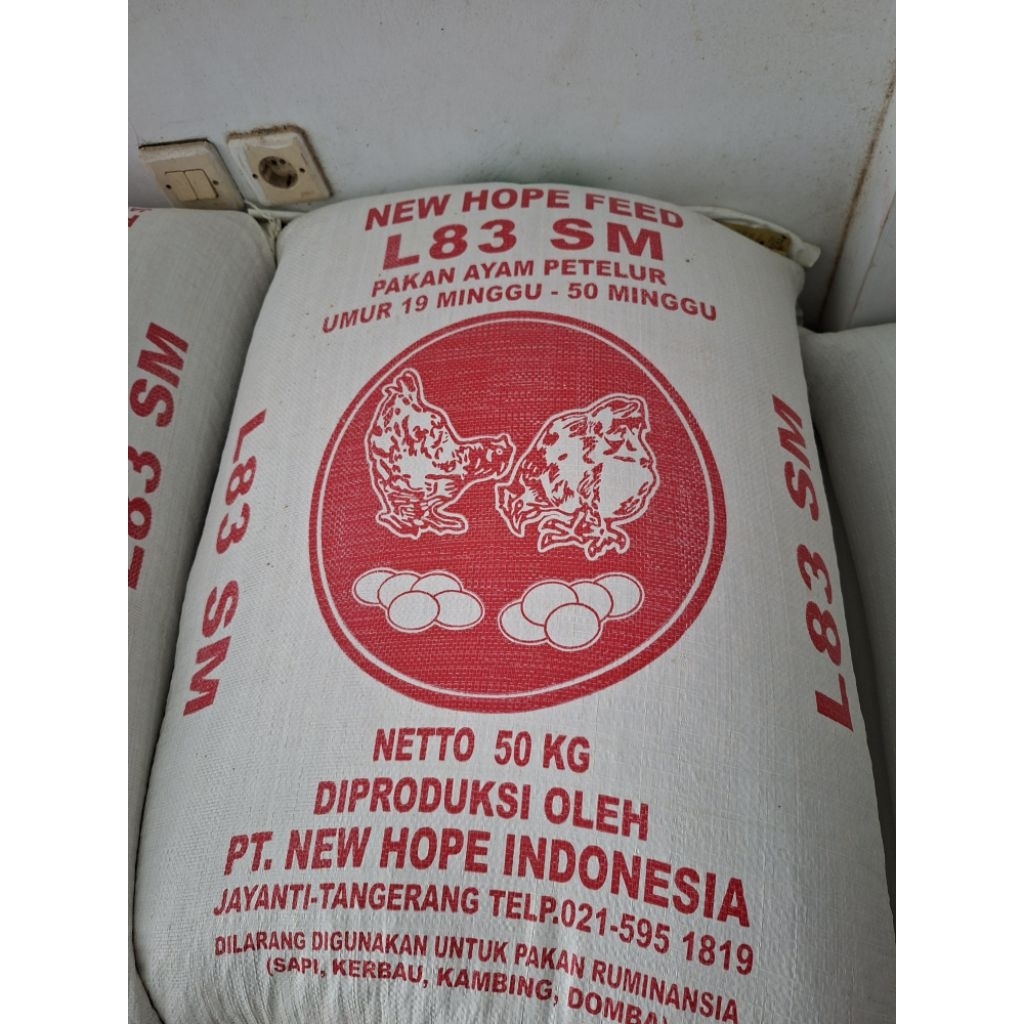 NEW HOPE FEED
L83 SM
PAKAN AYAM PETELUR
UMUR 19 MINGGU - 50 MINGGU
L83 SM
L83 SM
L83 SM
NETTO 50 KG
DIPRODUKSI OLEH
PT. NEW HOPE INDONESIA
JAYANTI-TANGERANG TELP.021-595 1819
DILARANG DIGUNAKAN UNTUK PAKAN RUMINANSIA
(SAPI, KERBAU, KAMBING, DOMBA)